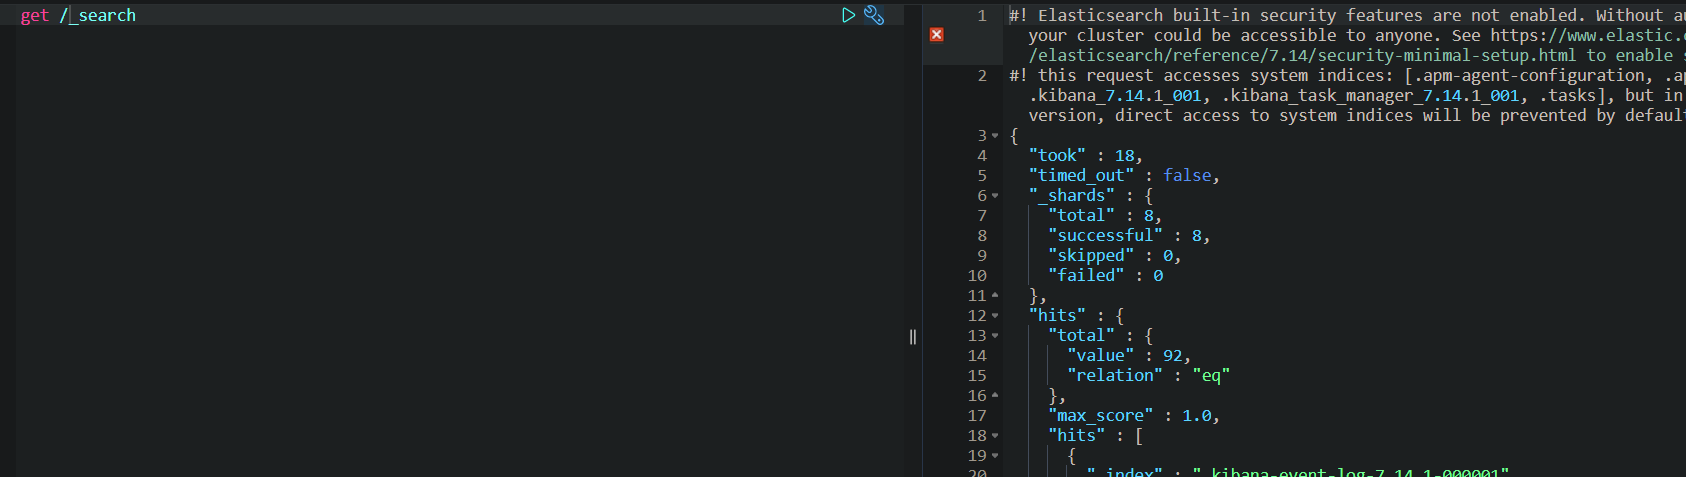 get /_search
1 #! Elasticsearch built-in security features are not enabled. Without
your cluster could be accessible to anyone. See https://www.elastic.
/elasticsearch/reference/7.14/security-minimal-setup.html to enable
2 #! this request accesses system indices: [.apm-agent-configuration,
.kibana_7.14.1_001, .kibana_task_manager_7.14.1_001, .tasks], but in
version, direct access to system indices will be prevented by default
3 {
4 "took" : 18,
5 "timed_out" : false,
6 "_shards" : {
7 "total" : 8,
8 "successful" : 8,
9 "skipped" : 0,
10 "failed" : 0
11 },
12 "hits" : {
13 "total" : {
14 "value" : 92,
15 "relation" : "eq"
16 },
17 "max_score" : 1.0,
18 "hits" : [
19 {
20 "_index" : ".kibana-event-log-7.14.1-000001"